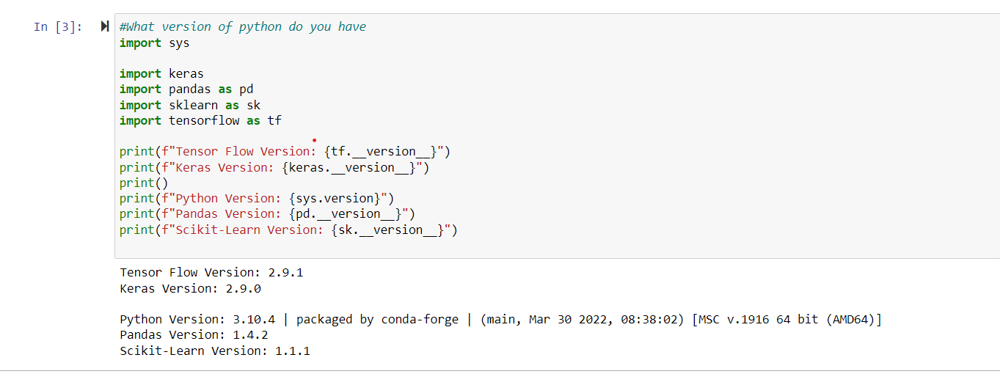 In [3]:
#What version of python do you have
import sys
import keras
import pandas as pd
import sklearn as sk
import tensorflow as tf
print(f"Tensor Flow Version: {tf.__version__}")
print(f"Keras Version: {keras.__version__}")
print()
print(f"Python Version: {sys.version}")
print(f"Pandas Version: {pd.__version__}")
print(f"Scikit-Learn Version: {sk.__version__}")
Tensor Flow Version: 2.9.1
Keras Version: 2.9.0
Python Version: 3.10.4 | packaged by conda-forge | (main, Mar 30 2022, 08:38:02) [MSC v.1916 64 bit (AMD64)]
Pandas Version: 1.4.2
Scikit-Learn Version: 1.1.1